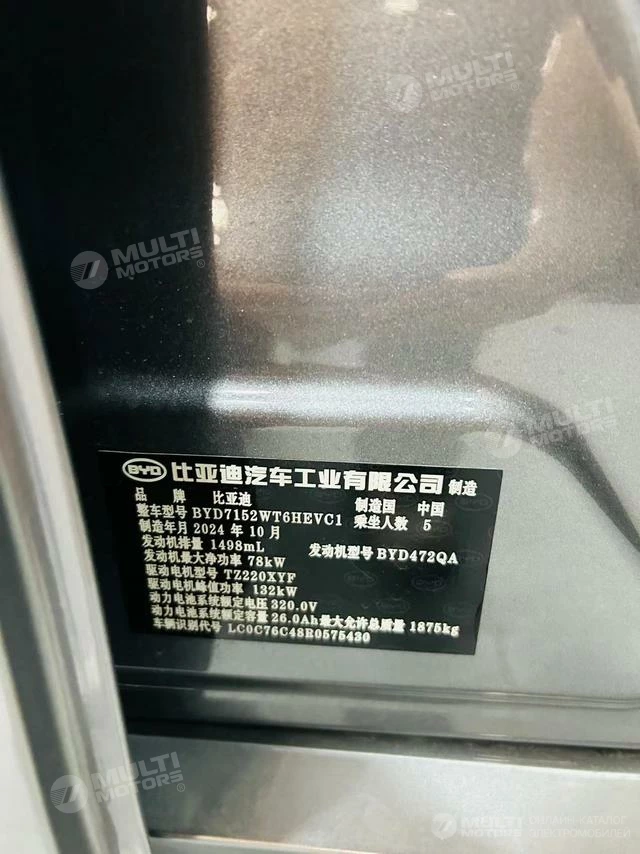 MULTI
MOTORS®
MULTI
MOTORS®
BYD 比亚迪汽车工业有限公司 制造
品 牌 比亚迪 制造国 中国
整车型号 BYD7152WT6HEVC1 乘坐人数 5
制造年月 2024 年 10 月
发动机排量 1498mL 发动机型号 BYD472QA
发动机最大净功率 78kW
驱动电机型号 TZ220XYF
驱动电机峰值功率 132kW
动力电池系统额定电压 320.0V
动力电池系统额定容量 26.0Ah 最大允许总质量 1875kg
车辆识别代号 LC0C76C48R0575430
MULTI
MOTORS®
MULTI
MOTORS
ОНЛАЙН-КАТАЛОГ
ЭЛЕКТРОМОБИЛЕЙ